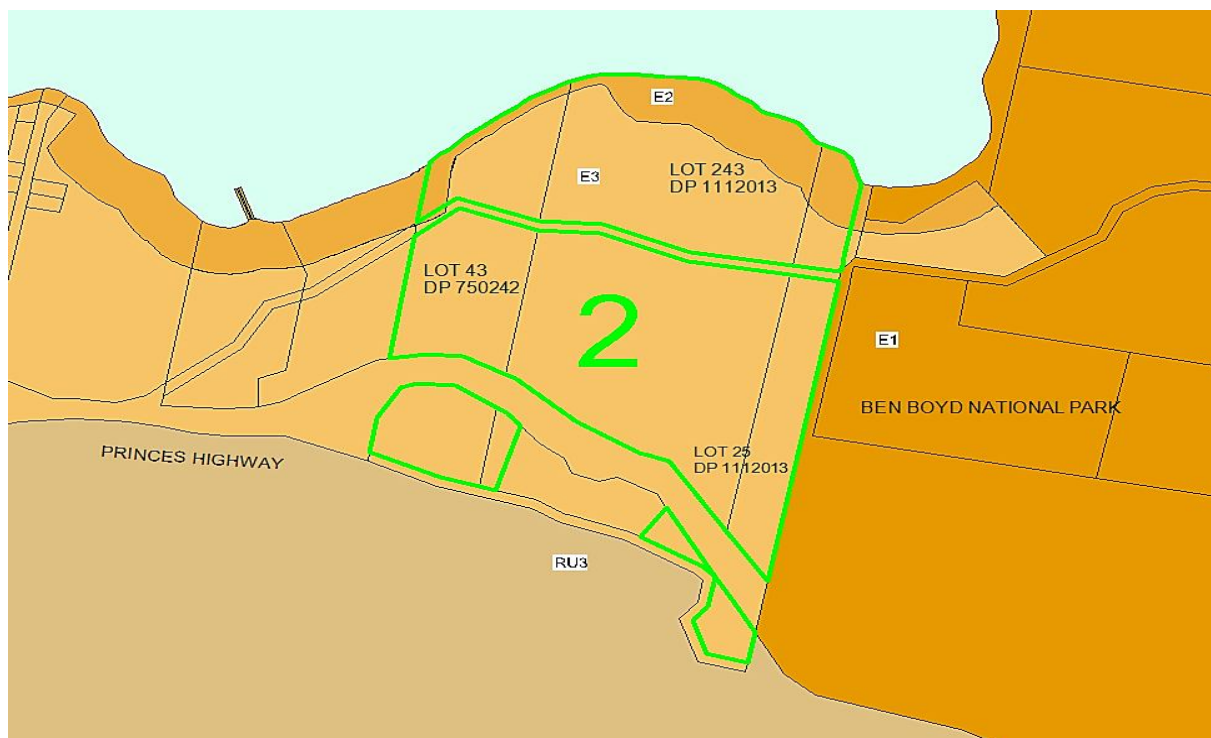 E2
LOT 243
DP 1112013
E3
LOT 43
DP 750242
2
E1
BEN BOYD NATIONAL PARK
LOT 25
DP 1112013
PRINCES HIGHWAY
RU3